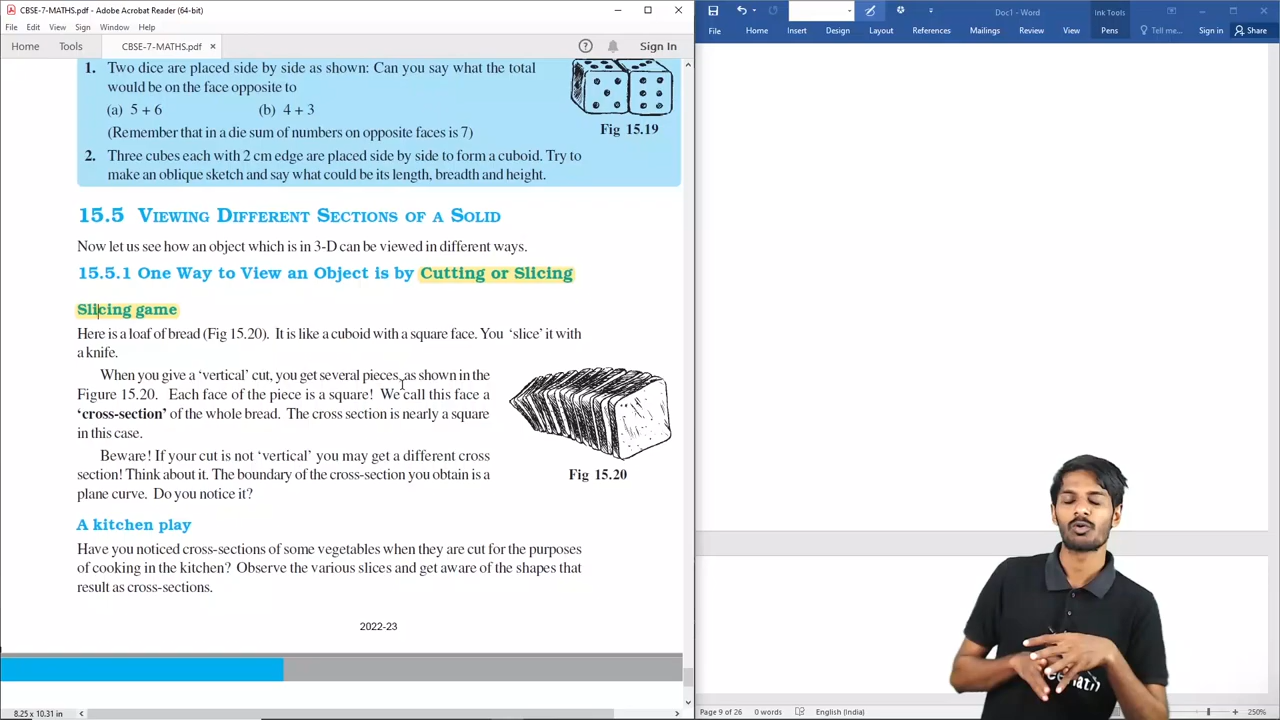 CBSE-7-MATHS.pdf - Adobe Acrobat Reader (64-bit)
File Edit View Sign Window Help
Home Tools CBSE-7-MATHS.pdf × Sign In
1. Two dice are placed side by side as shown: Can you say what the total
would be on the face opposite to
(a) 5 + 6 (b) 4 + 3
(Remember that in a die sum of numbers on opposite faces is 7)
Fig 15.19
2. Three cubes each with 2 cm edge are placed side by side to form a cuboid. Try to
make an oblique sketch and say what could be its length, breadth and height.
15.5 VIEWING DIFFERENT SECTIONS OF A SOLID
Now let us see how an object which is in 3-D can be viewed in different ways.
15.5.1 One Way to View an Object is by Cutting or Slicing
Slicing game
Here is a loaf of bread (Fig 15.20). It is like a cuboid with a square face. You ‘slice’ it with
a knife.
When you give a ‘vertical’ cut, you get several pieces, as shown in the
Figure 15.20. Each face of the piece is a square! We call this face a
‘cross-section’ of the whole bread. The cross section is nearly a square
in this case.
Beware! If your cut is not ‘vertical’ you may get a different cross
section! Think about it. The boundary of the cross-section you obtain is a
plane curve. Do you notice it?
Fig 15.20
A kitchen play
Have you noticed cross-sections of some vegetables when they are cut for the purposes
of cooking in the kitchen? Observe the various slices and get aware of the shapes that
result as cross-sections.
2022-23
8.25 x 10.31 in
Doc1 - Word Ink Tools
File Home Insert Design Layout References Mailings Review View Pens Tell me... Sign in Share
Page 9 of 26 0 words English (India) 250%